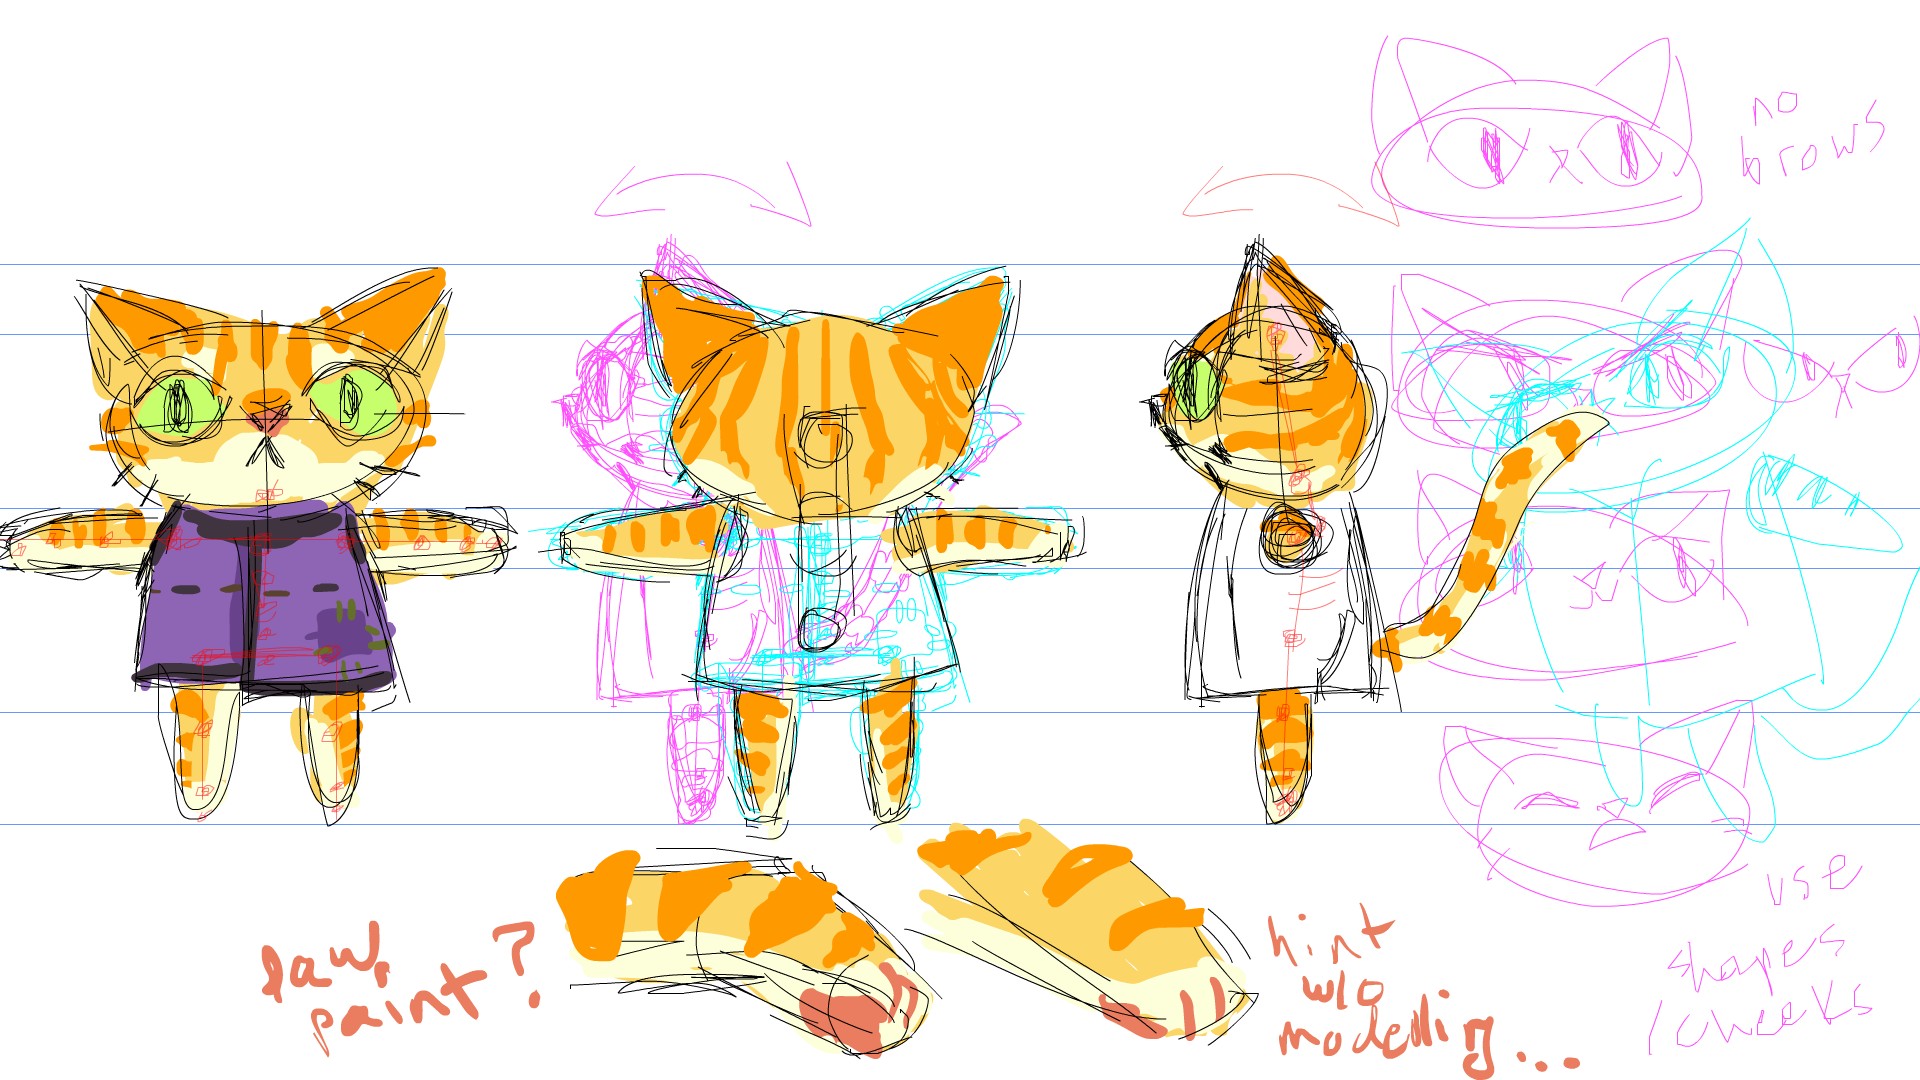 no
brows
paw
paint?
hint
w/o
modelling...
use
shapes
/cheeks